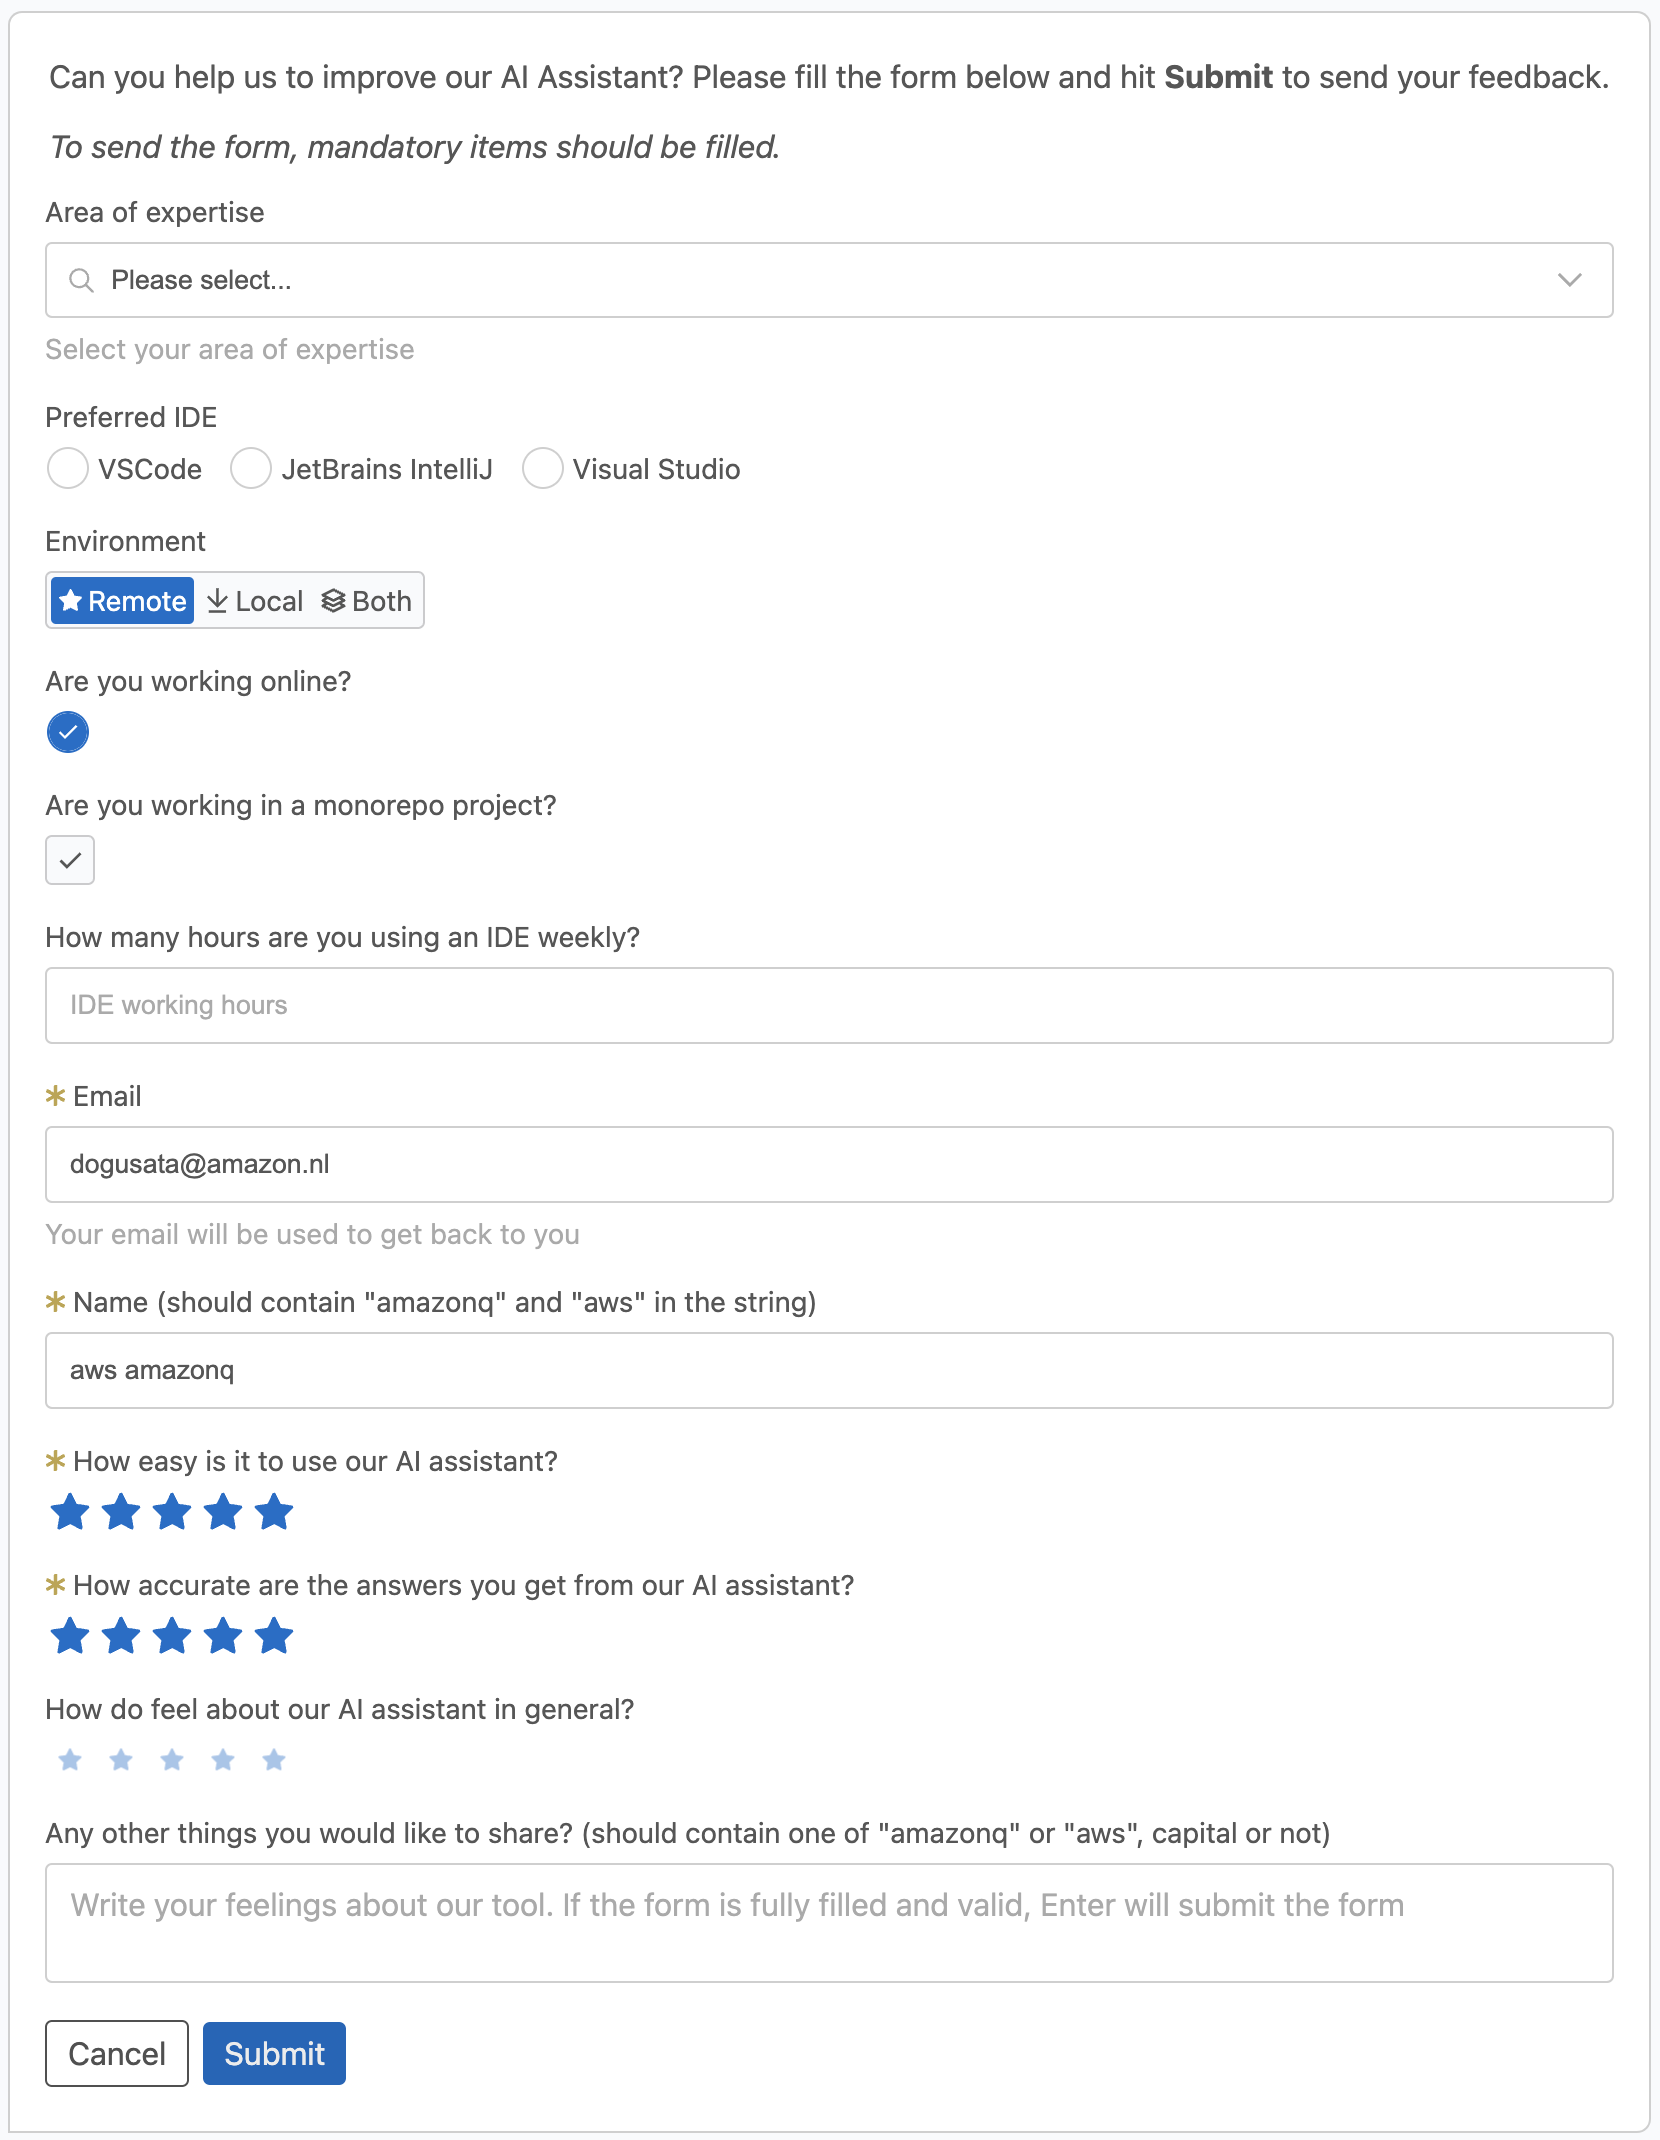 Can you help us to improve our AI Assistant? Please fill the form below and hit Submit to send your feedback.
To send the form, mandatory items should be filled.
Area of expertise
Please select...
Select your area of expertise
Preferred IDE
VSCode JetBrains IntelliJ Visual Studio
Environment
Remote Local Both
Are you working online?
Are you working in a monorepo project?
How many hours are you using an IDE weekly?
IDE working hours
* Email
dogusata@amazon.nl
Your email will be used to get back to you
* Name (should contain "amazonq" and "aws" in the string)
aws amazonq
* How easy is it to use our AI assistant?
* How accurate are the answers you get from our AI assistant?
How do feel about our AI assistant in general?
Any other things you would like to share? (should contain one of "amazonq" or "aws", capital or not)
Write your feelings about our tool. If the form is fully filled and valid, Enter will submit the form
Cancel Submit